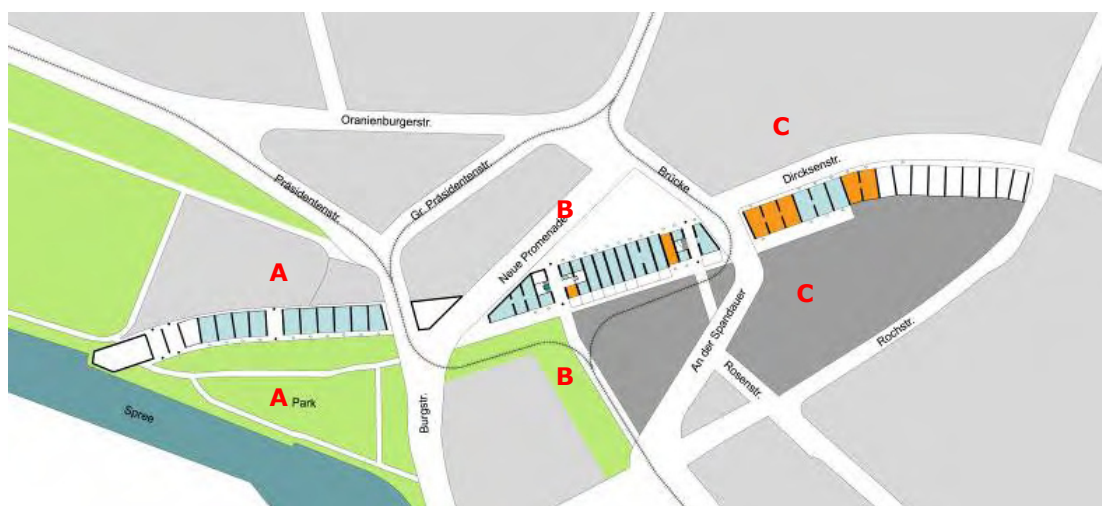 Oranienburgerstr.
C
Dircksenstr.
Gr. Präsidentenstr.
Präsidentenstr.
Brücke
B
Neue Promenade
A
C
An der Spandauer
Rochstr.
A
Park
B
Rosenstr.
Spree
Burgstr.